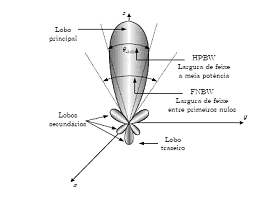 z
Lobo
principal
HPBW
Largura de feixe
a meia potência
FNBW
Largura de feixe
entre primeiros nulos
Lobos
secundários
y
Lobo
traseiro
x